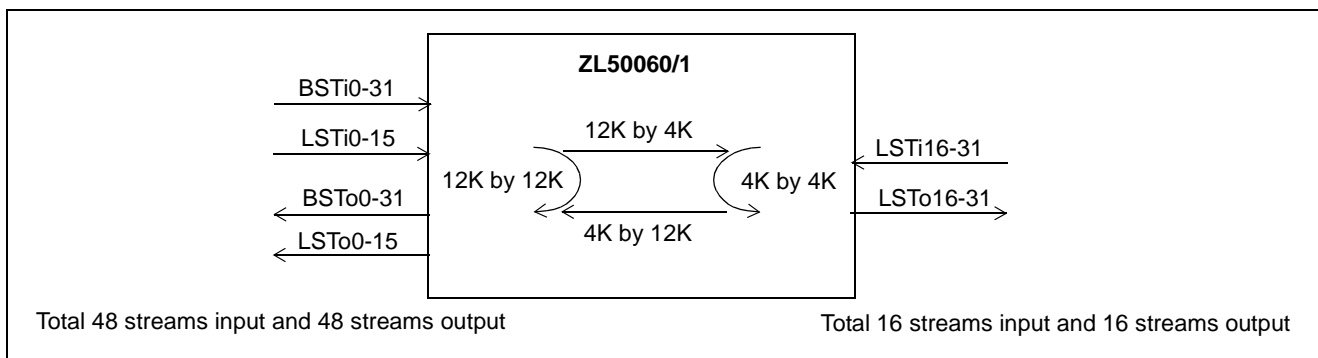 ZL50060/1
BSTi0-31
LSTi0-15
12K by 4K
LSTi16-31
12K by 12K
4K by 4K
BSTo0-31
LSTo16-31
4K by 12K
LSTo0-15
Total 48 streams input and 48 streams output
Total 16 streams input and 16 streams output